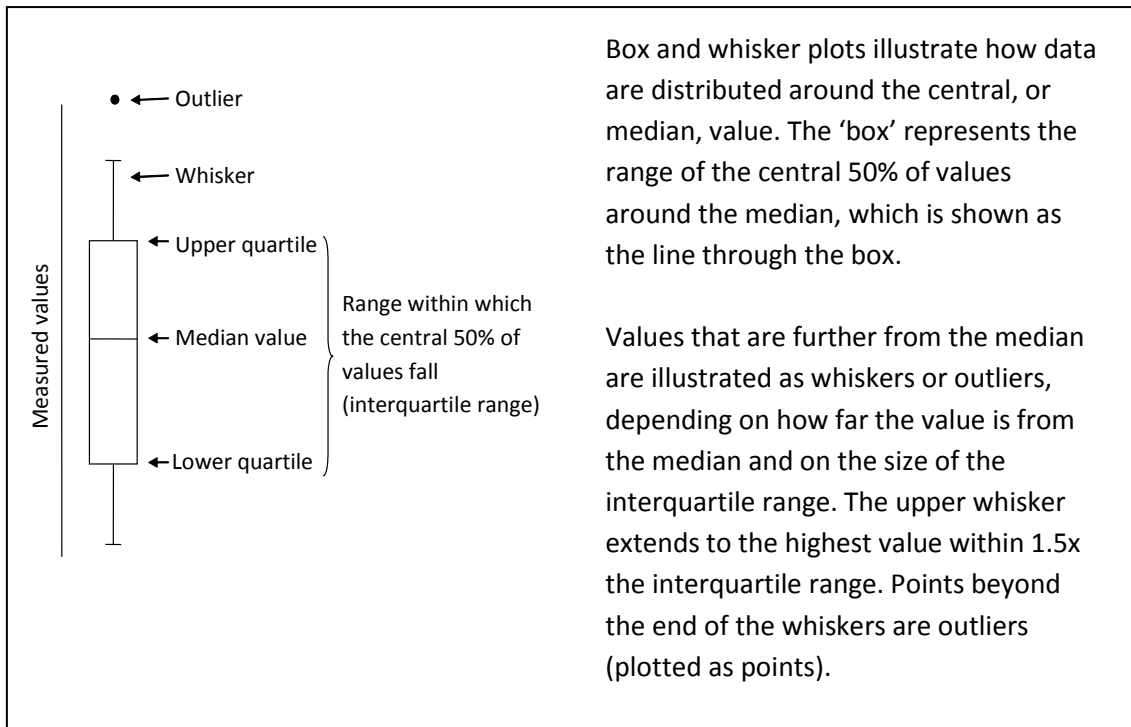 Outlier
Whisker
Upper quartile
Median value
Lower quartile
Measured values
Range within which
the central 50% of
values fall
(interquartile range)
Box and whisker plots illustrate how data
are distributed around the central, or
median, value. The ‘box’ represents the
range of the central 50% of values
around the median, which is shown as
the line through the box.
Values that are further from the median
are illustrated as whiskers or outliers,
depending on how far the value is from
the median and on the size of the
interquartile range. The upper whisker
extends to the highest value within 1.5x
the interquartile range. Points beyond
the end of the whiskers are outliers
(plotted as points).